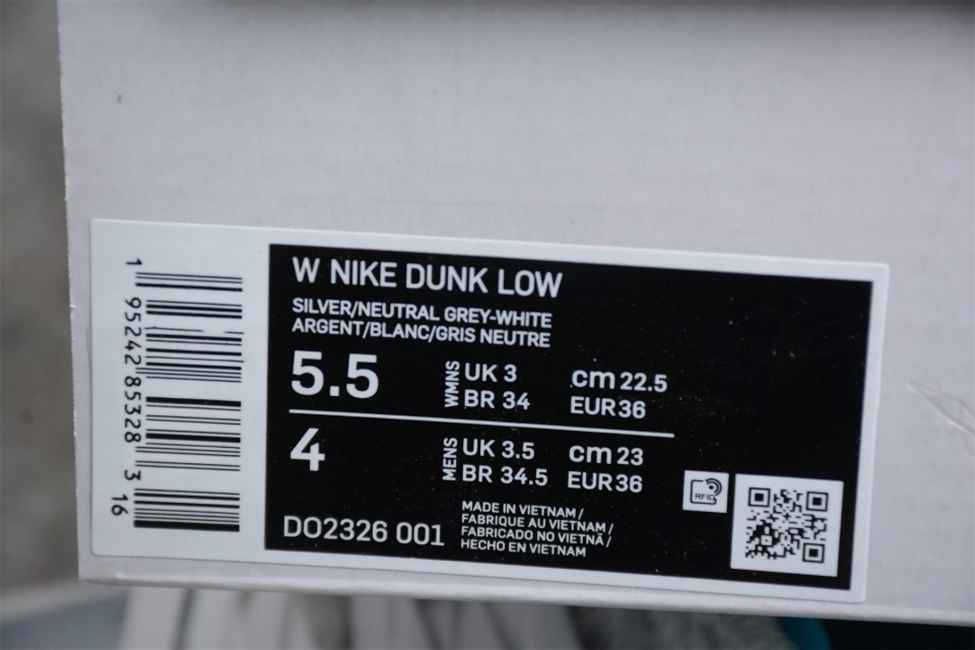 1 95242 85328 3 16
W NIKE DUNK LOW
SILVER/NEUTRAL GREY-WHITE
ARGENT/BLANC/GRIS NEUTRE
5.5 WMNS UK 3 cm 22.5
BR 34 EUR 36
4 MENS UK 3.5 cm 23
BR 34.5 EUR 36
DO2326 001
MADE IN VIETNAM /
FABRIQUE AU VIETNAM /
FABRICADO NO VIETNÃ /
HECHO EN VIETNAM
RFID